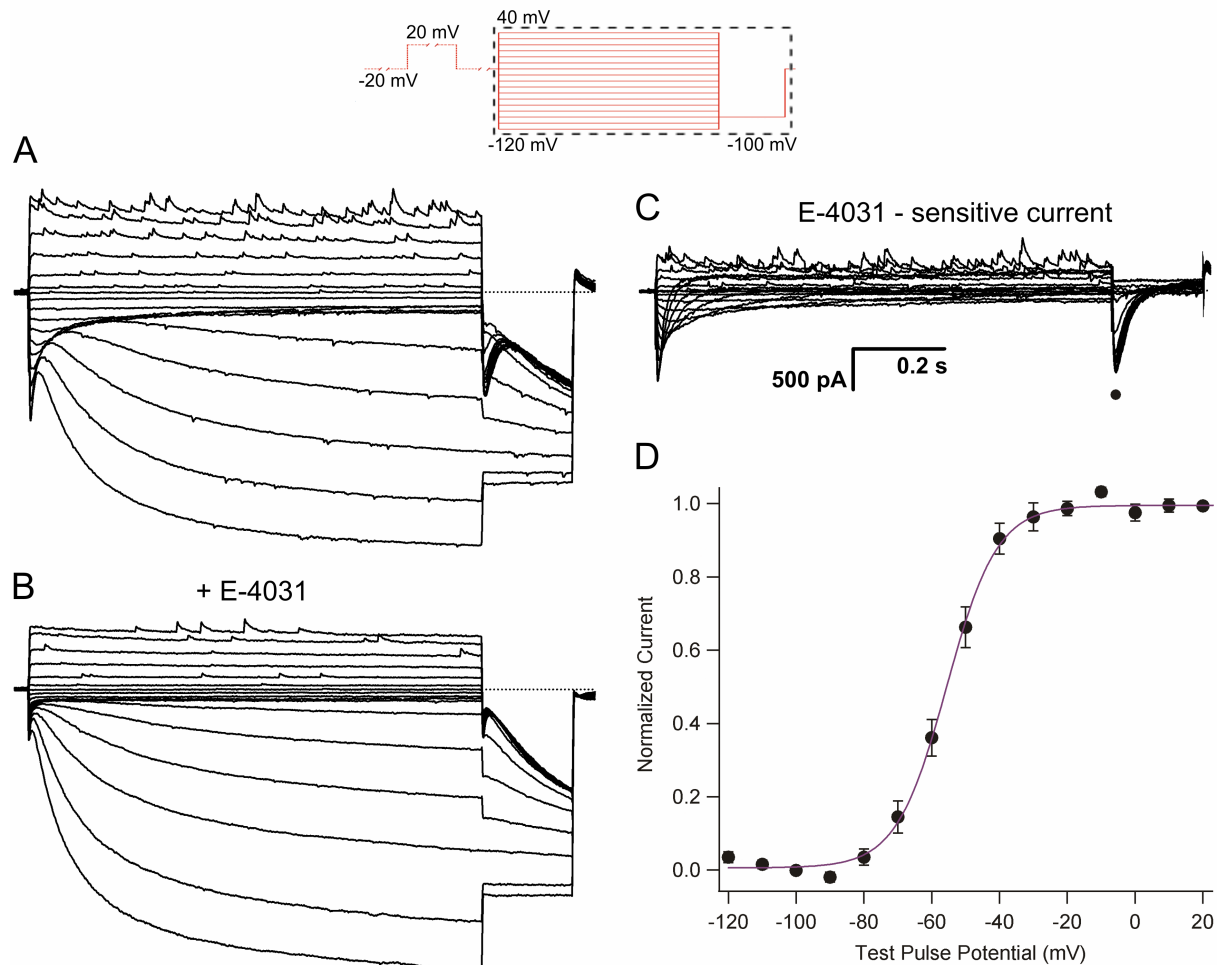 40 mV
20 mV
-20 mV
-120 mV
-100 mV
A
C
E-4031 - sensitive current
500 pA
0.2 s
D
B
+ E-4031
1.0
0.8
0.6
0.4
0.2
0.0
Normalized Current
-120
-100
-80
-60
-40
-20
0
20
Test Pulse Potential (mV)